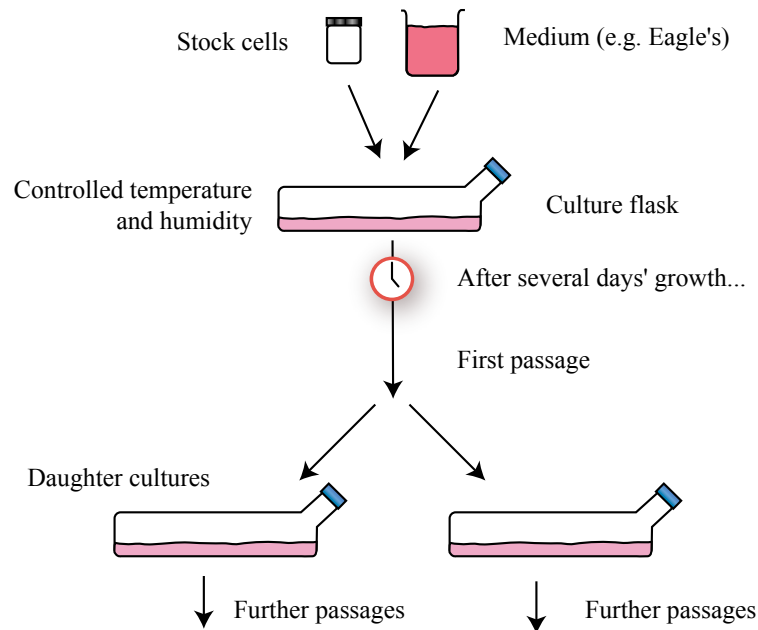 Stock cells
Medium (e.g. Eagle's)
Controlled temperature
and humidity
Culture flask
After several days' growth...
First passage
Daughter cultures
Further passages
Further passages